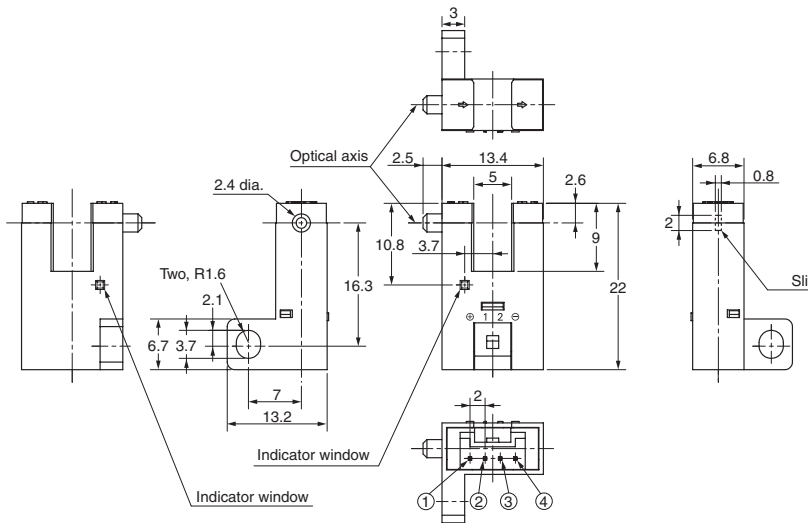 3
Optical axis
2.5
13.4
5
2.6
6.8
0.8
2.4 dia.
10.8
3.7
9
2
16.3
22
Sli
Two, R1.6
2.1
6.7
3.7
⊕ 1 2 ⊖
7
13.2
2
Indicator window
Indicator window
① ② ③ ④